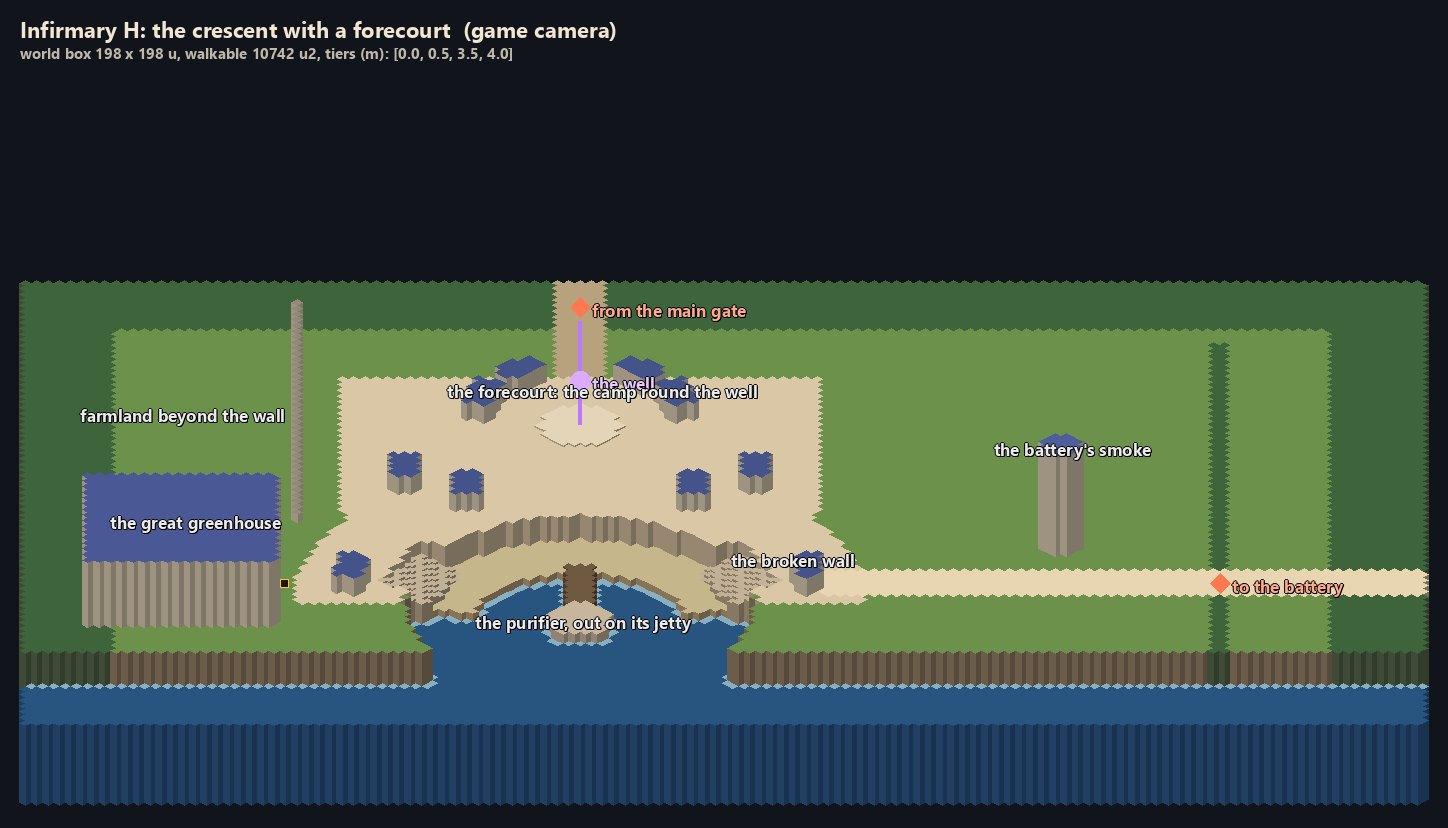 Infirmary H: the crescent with a forecourt (game camera)
world box 198 x 198 u, walkable 10742 u2, tiers (m): [0.0, 0.5, 3.5, 4.0]
from the main gate
the well
the forecourt: the camp round the well
farmland beyond the wall
the battery's smoke
the great greenhouse
the broken wall
to the battery
the purifier, out on its jetty